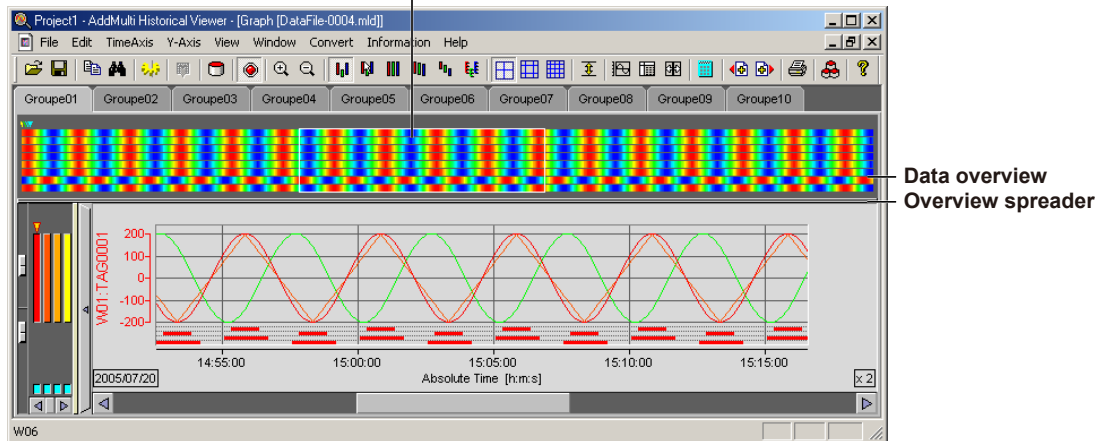 Project1 - AddMulti Historical Viewer - [Graph [DataFile-0004.mld]]
File Edit TimeAxis Y-Axis View Window Convert Information Help
Groupe01 Groupe02 Groupe03 Groupe04 Groupe05 Groupe06 Groupe07 Groupe08 Groupe09 Groupe10
Data overview
Overview spreader
W01:TAG0001
200
100
0
-100
-200
14:55:00 15:00:00 15:05:00 15:10:00 15:15:00
2005/07/20 Absolute Time [h:m:s] x 2
W06